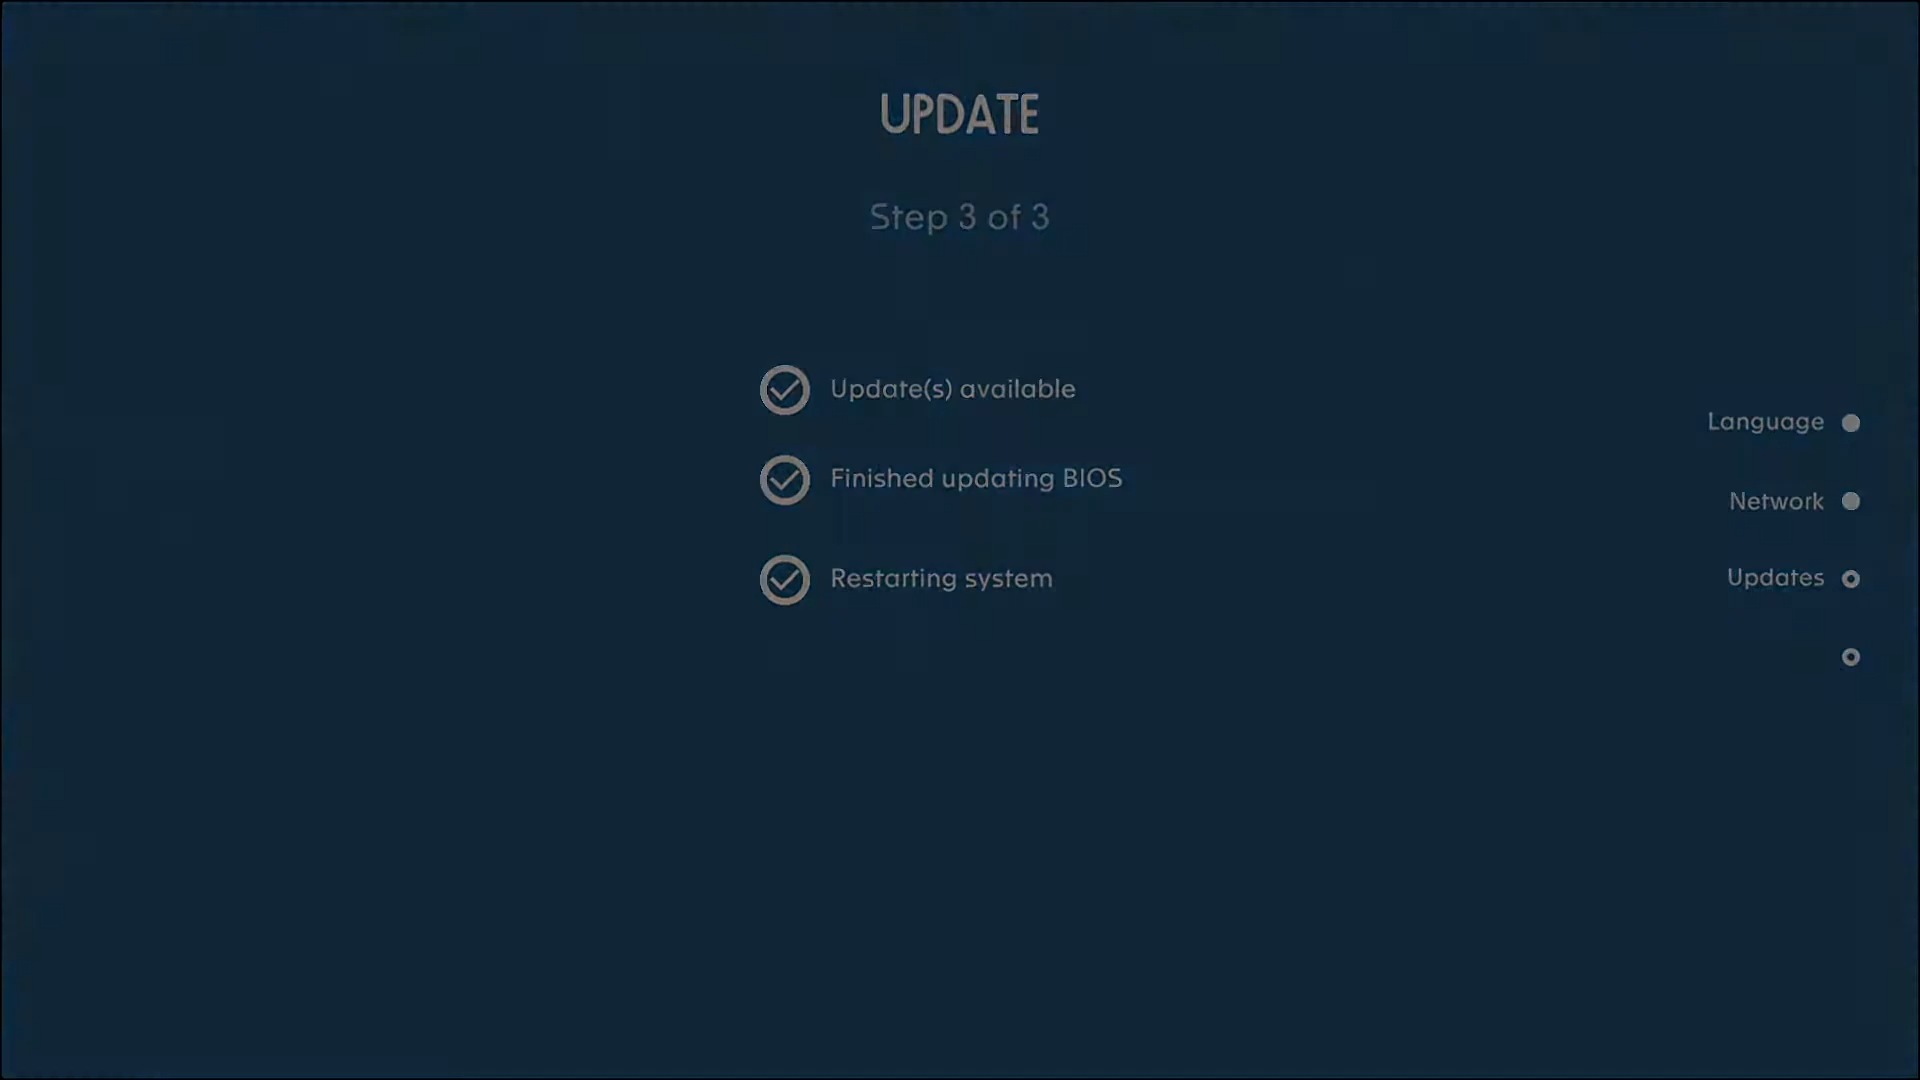 UPDATE
Step 3 of 3
Update(s) available
Finished updating BIOS
Restarting system
Language
Network
Updates